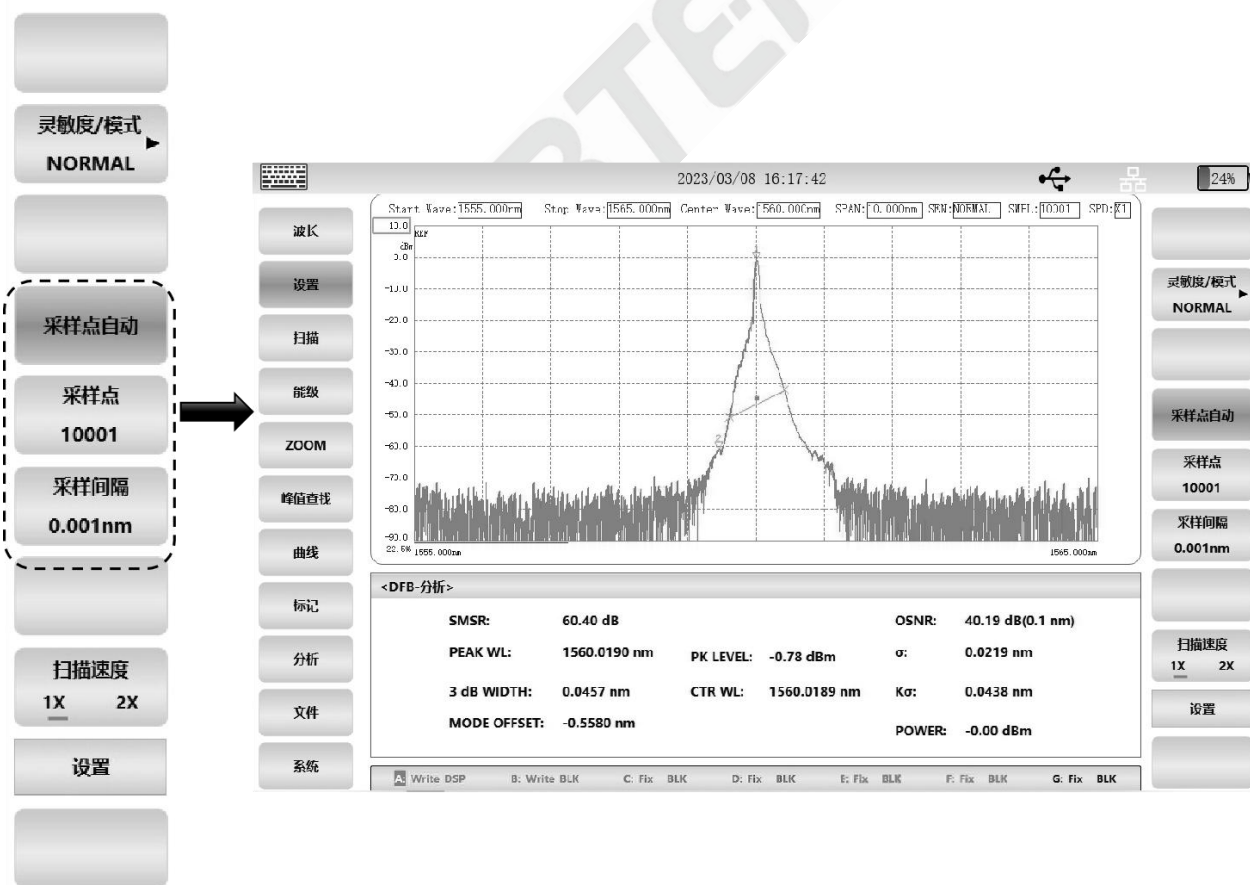 灵敏度/模式
NORMAL
采样点自动
采样点
10001
采样间隔
0.001nm
扫描速度
1X 2X
设置
2023/03/08 16:17:42
24%
波长
设置
扫描
能级
ZOOM
峰值查找
曲线
标记
分析
文件
系统
Start Wave:1555.000nm Stop Wave:1565.000nm Center Wave:1560.000nm SPAN:10.000nm SEN:NORMAL SMPL:10001 SPD:X1
10.0 REF
dBm
0.0
-10.0
-20.0
-30.0
-40.0
-50.0
-60.0
-70.0
-80.0
-90.0
22.5% 1555.000nm 1565.000nm
<DFB-分析>
SMSR: 60.40 dB OSNR: 40.19 dB(0.1 nm)
PEAK WL: 1560.0190 nm PK LEVEL: -0.78 dBm σ: 0.0219 nm
3 dB WIDTH: 0.0457 nm CTR WL: 1560.0189 nm Kσ: 0.0438 nm
MODE OFFSET: -0.5580 nm POWER: -0.00 dBm
A: Write DSP B: Write BLK C: Fix BLK D: Fix BLK E: Fix BLK F: Fix BLK G: Fix BLK
灵敏度/模式
NORMAL
采样点自动
采样点
10001
采样间隔
0.001nm
扫描速度
1X 2X
设置